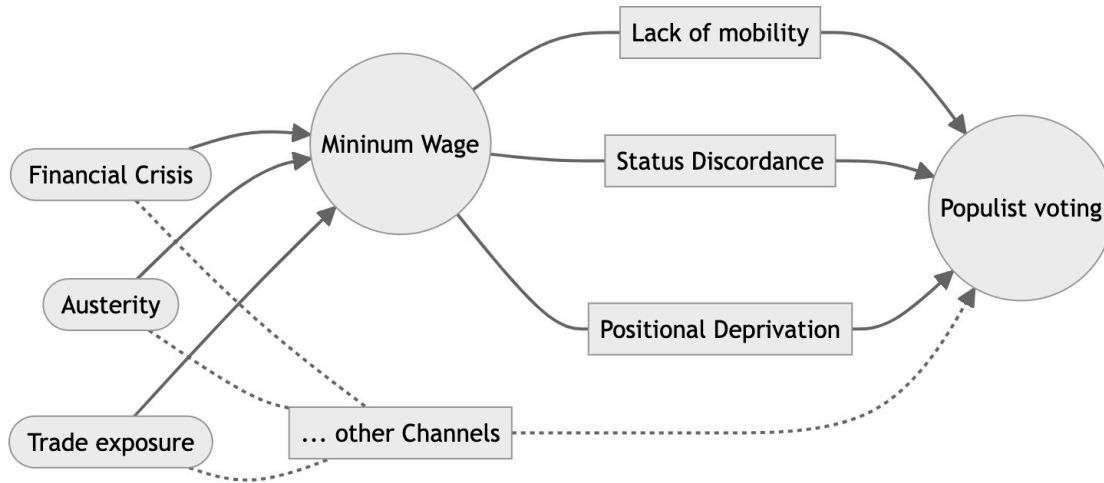 Lack of mobility
Mininum Wage
Status Discordance
Financial Crisis
Populist voting
Austerity
Positional Deprivation
Trade exposure
... other Channels